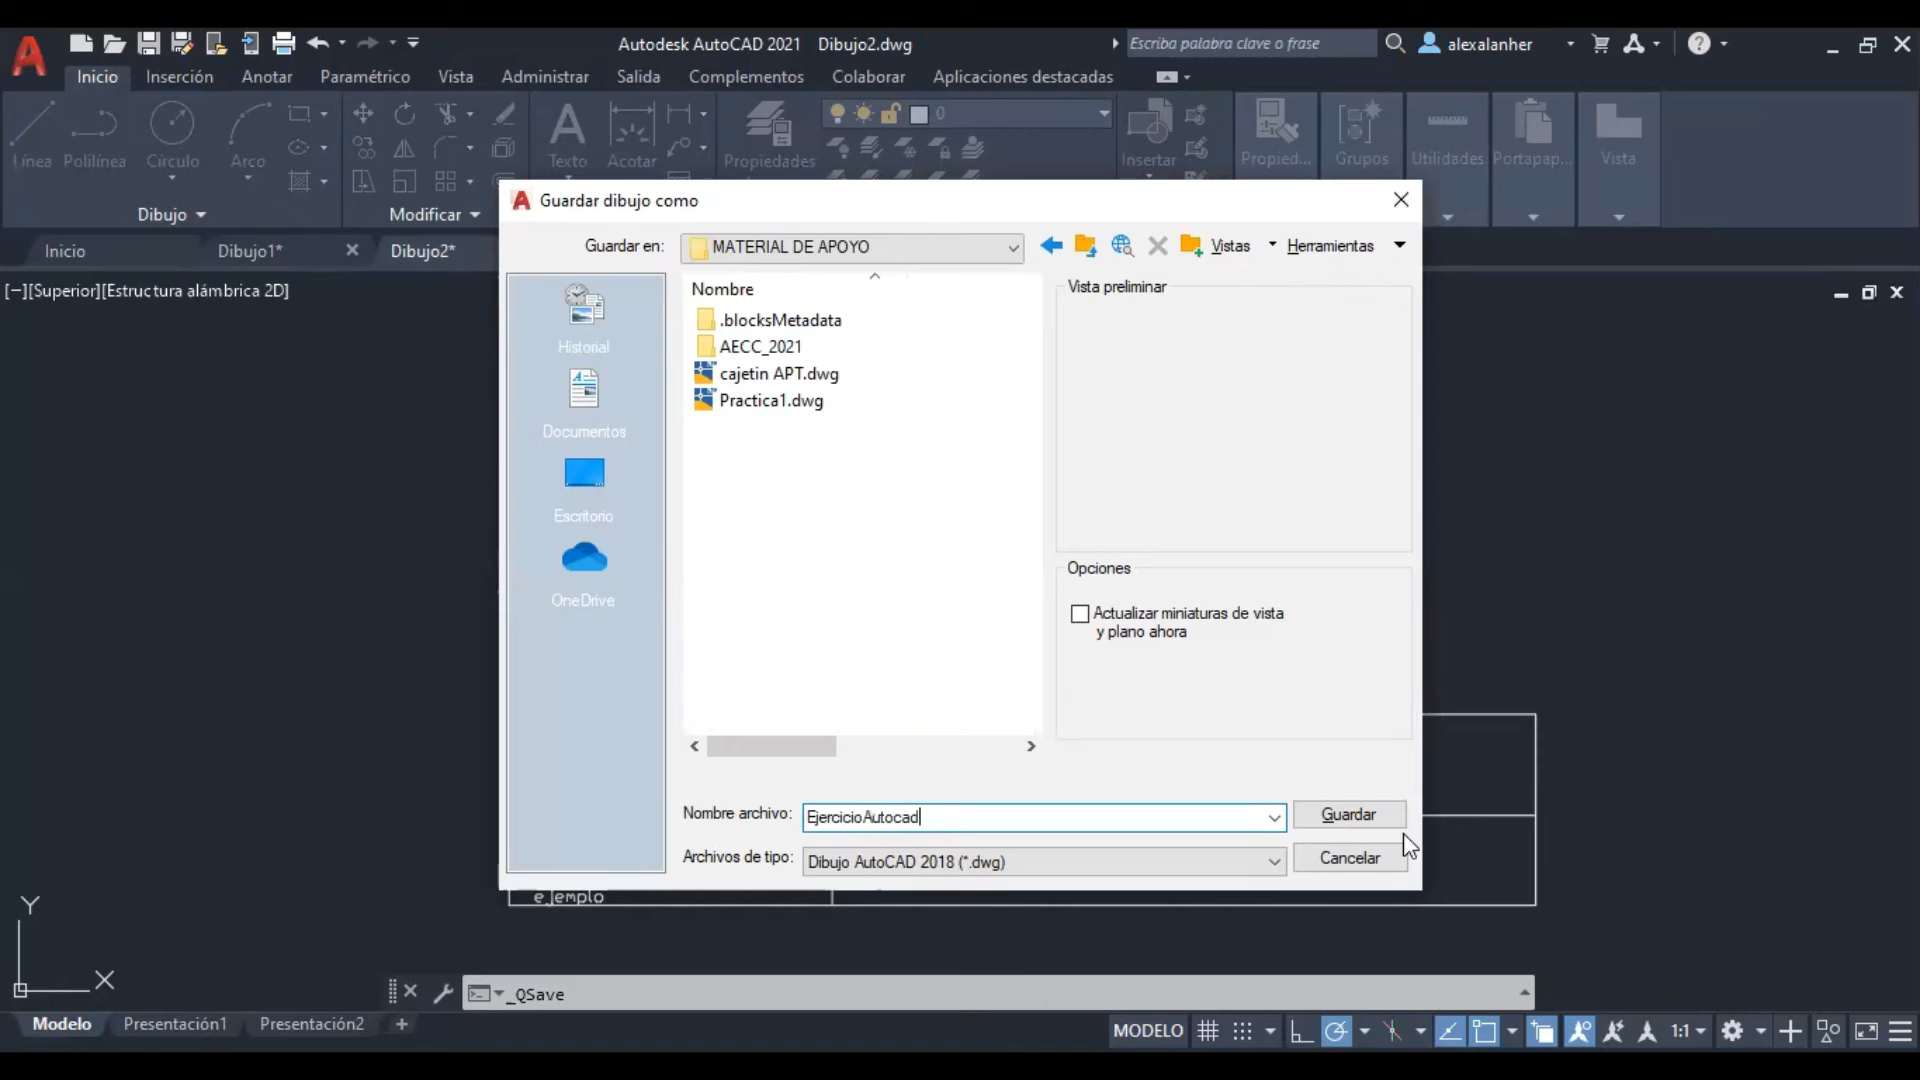 Autodesk AutoCAD 2021 Dibujo2.dwg
Escriba palabra clave o frase
alexalanher
Inicio Inserción Anotar Paramétrico Vista Administrar Salida Complementos Colaborar Aplicaciones destacadas
0
Línea Polilínea Círculo Arco Texto Acotar Propiedades Insertar Propied... Grupos Utilidades Portapap... Vista
Dibujo Modificar
Inicio Dibujo1* Dibujo2*
[−][Superior][Estructura alámbrica 2D]
Guardar dibujo como
Guardar en: MATERIAL DE APOYO Vistas Herramientas
Historial
Documentos
Escritorio
OneDrive
Nombre
.blocksMetadata
AECC_2021
cajetin APT.dwg
Practica1.dwg
Vista preliminar
Opciones
Actualizar miniaturas de vista
y plano ahora
Nombre archivo: EjercicioAutocad Guardar
Archivos de tipo: Dibujo AutoCAD 2018 (*.dwg) Cancelar
ejemplo
Y
X
_QSave
Modelo Presentación1 Presentación2
MODELO 1:1